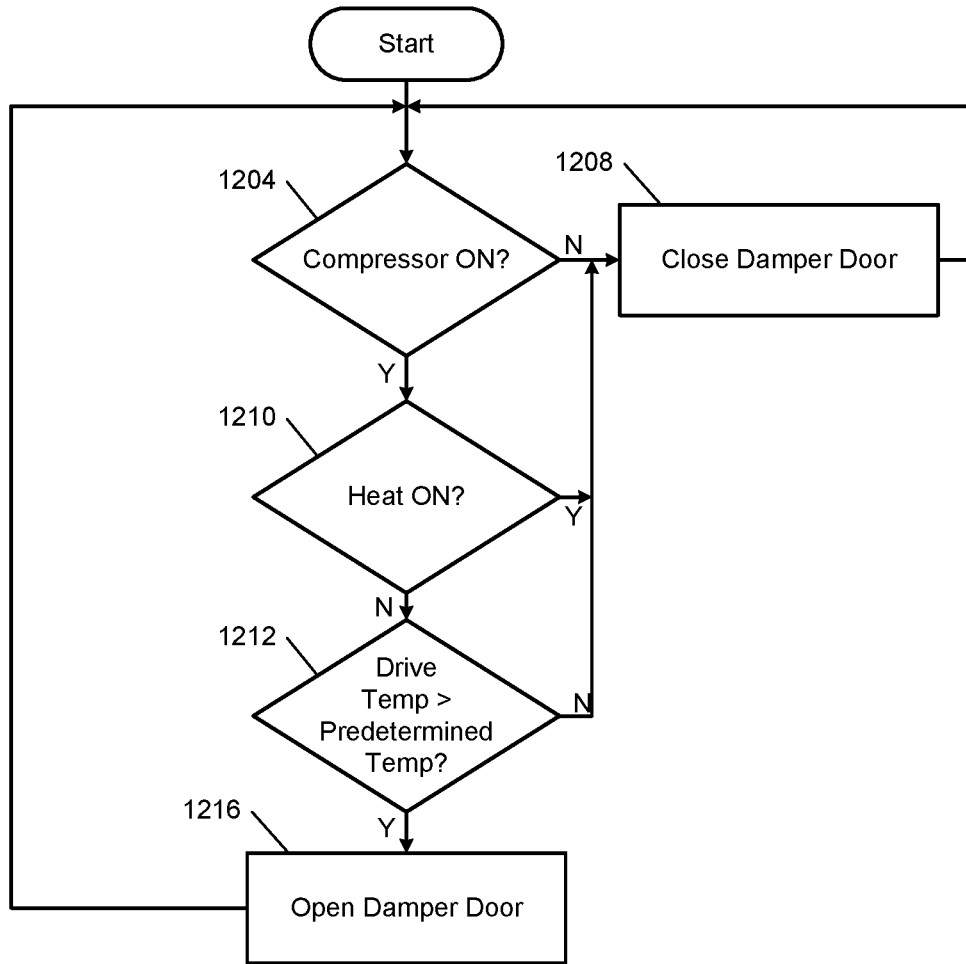 Start
1204
Compressor ON?
N
1208
Close Damper Door
Y
1210
Heat ON?
Y
N
1212
Drive
Temp >
Predetermined
Temp?
N
Y
1216
Open Damper Door